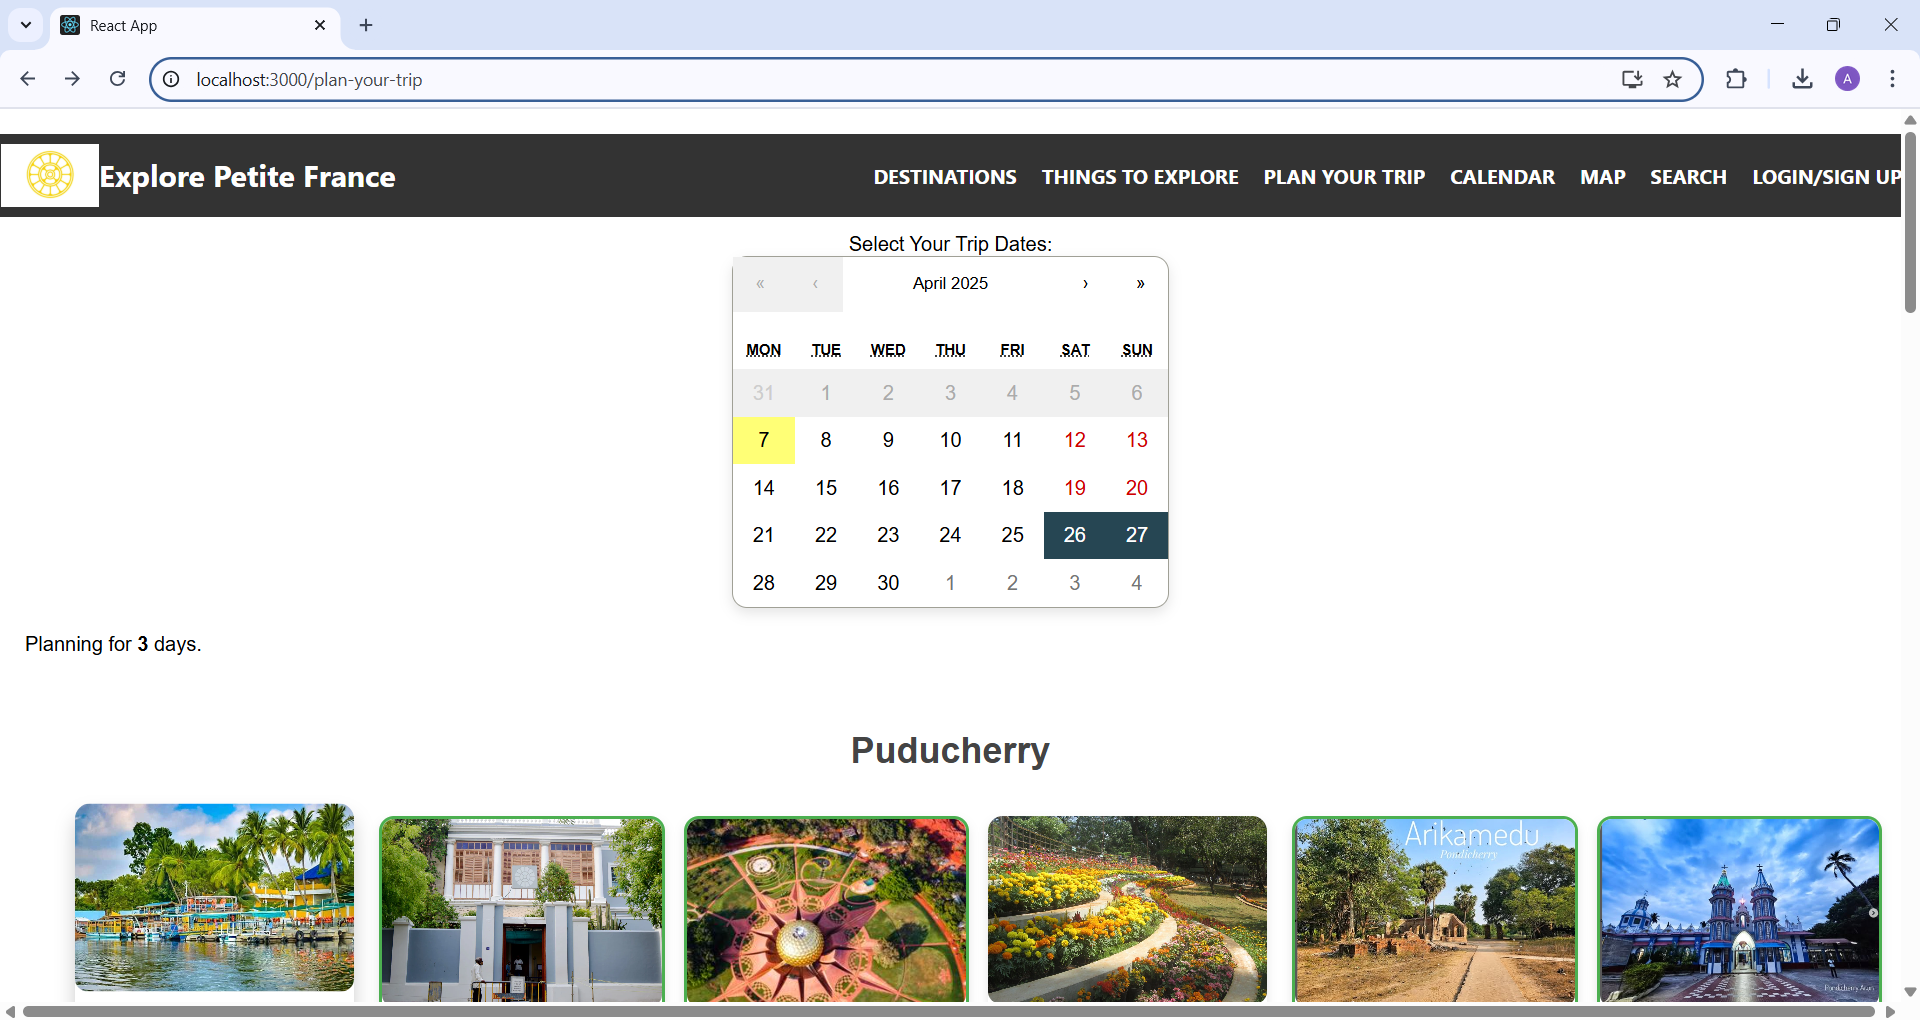 React App
localhost:3000/plan-your-trip
A
Explore Petite France
DESTINATIONS THINGS TO EXPLORE PLAN YOUR TRIP CALENDAR MAP SEARCH LOGIN/SIGN UP
Select Your Trip Dates:
« ‹ April 2025 › »
MON TUE WED THU FRI SAT SUN
31 1 2 3 4 5 6
7 8 9 10 11 12 13
14 15 16 17 18 19 20
21 22 23 24 25 26 27
28 29 30 1 2 3 4
Planning for 3 days.
Puducherry
Arikamedu
Pondicherry
Pondicherry Arun